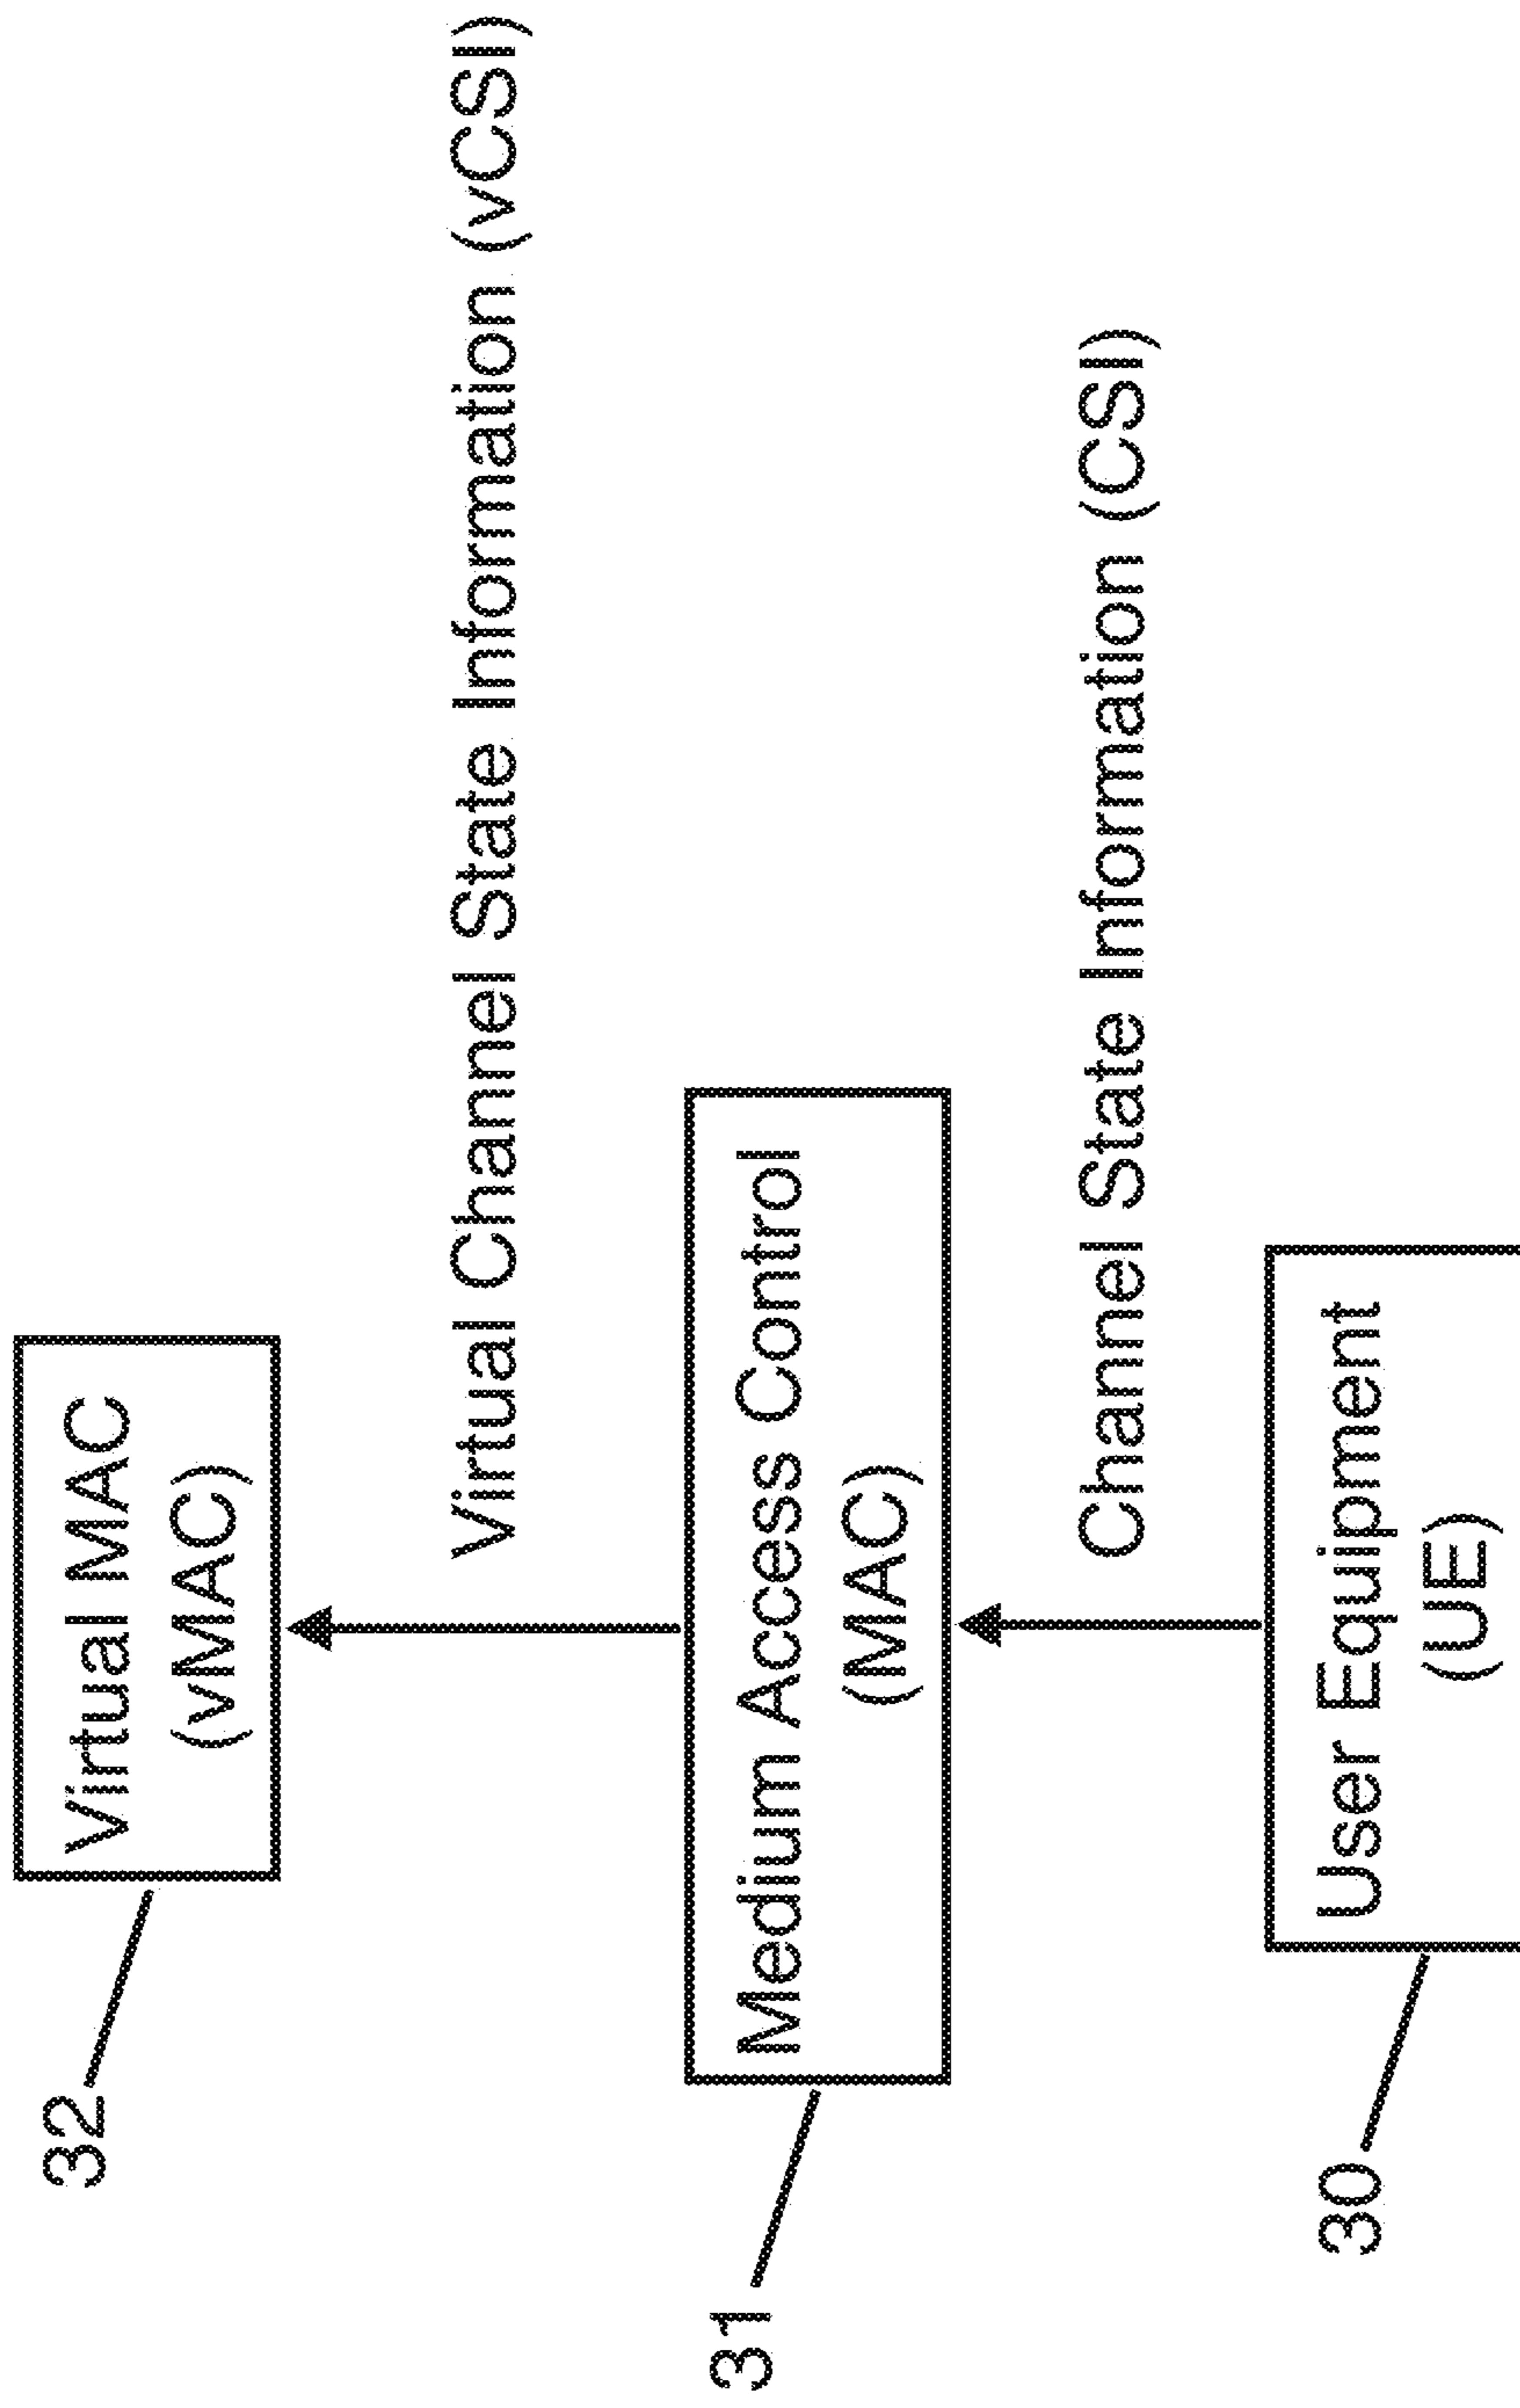 32
Virtual MAC
(vMAC)
Virtual Channel State Information (vCSI)
31
Medium Access Control
(MAC)
Channel State Information (CSI)
30
User Equipment
(UE)